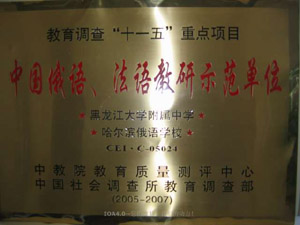 教育调查“十一五”重点项目
中国俄语、法语教研示范单位
★黑龙江大学附属中学★
★哈尔滨俄语学校★
CEI·C-05024
中教院教育质量测评中心
中国社会调查所教育调查部
(2005-2007)